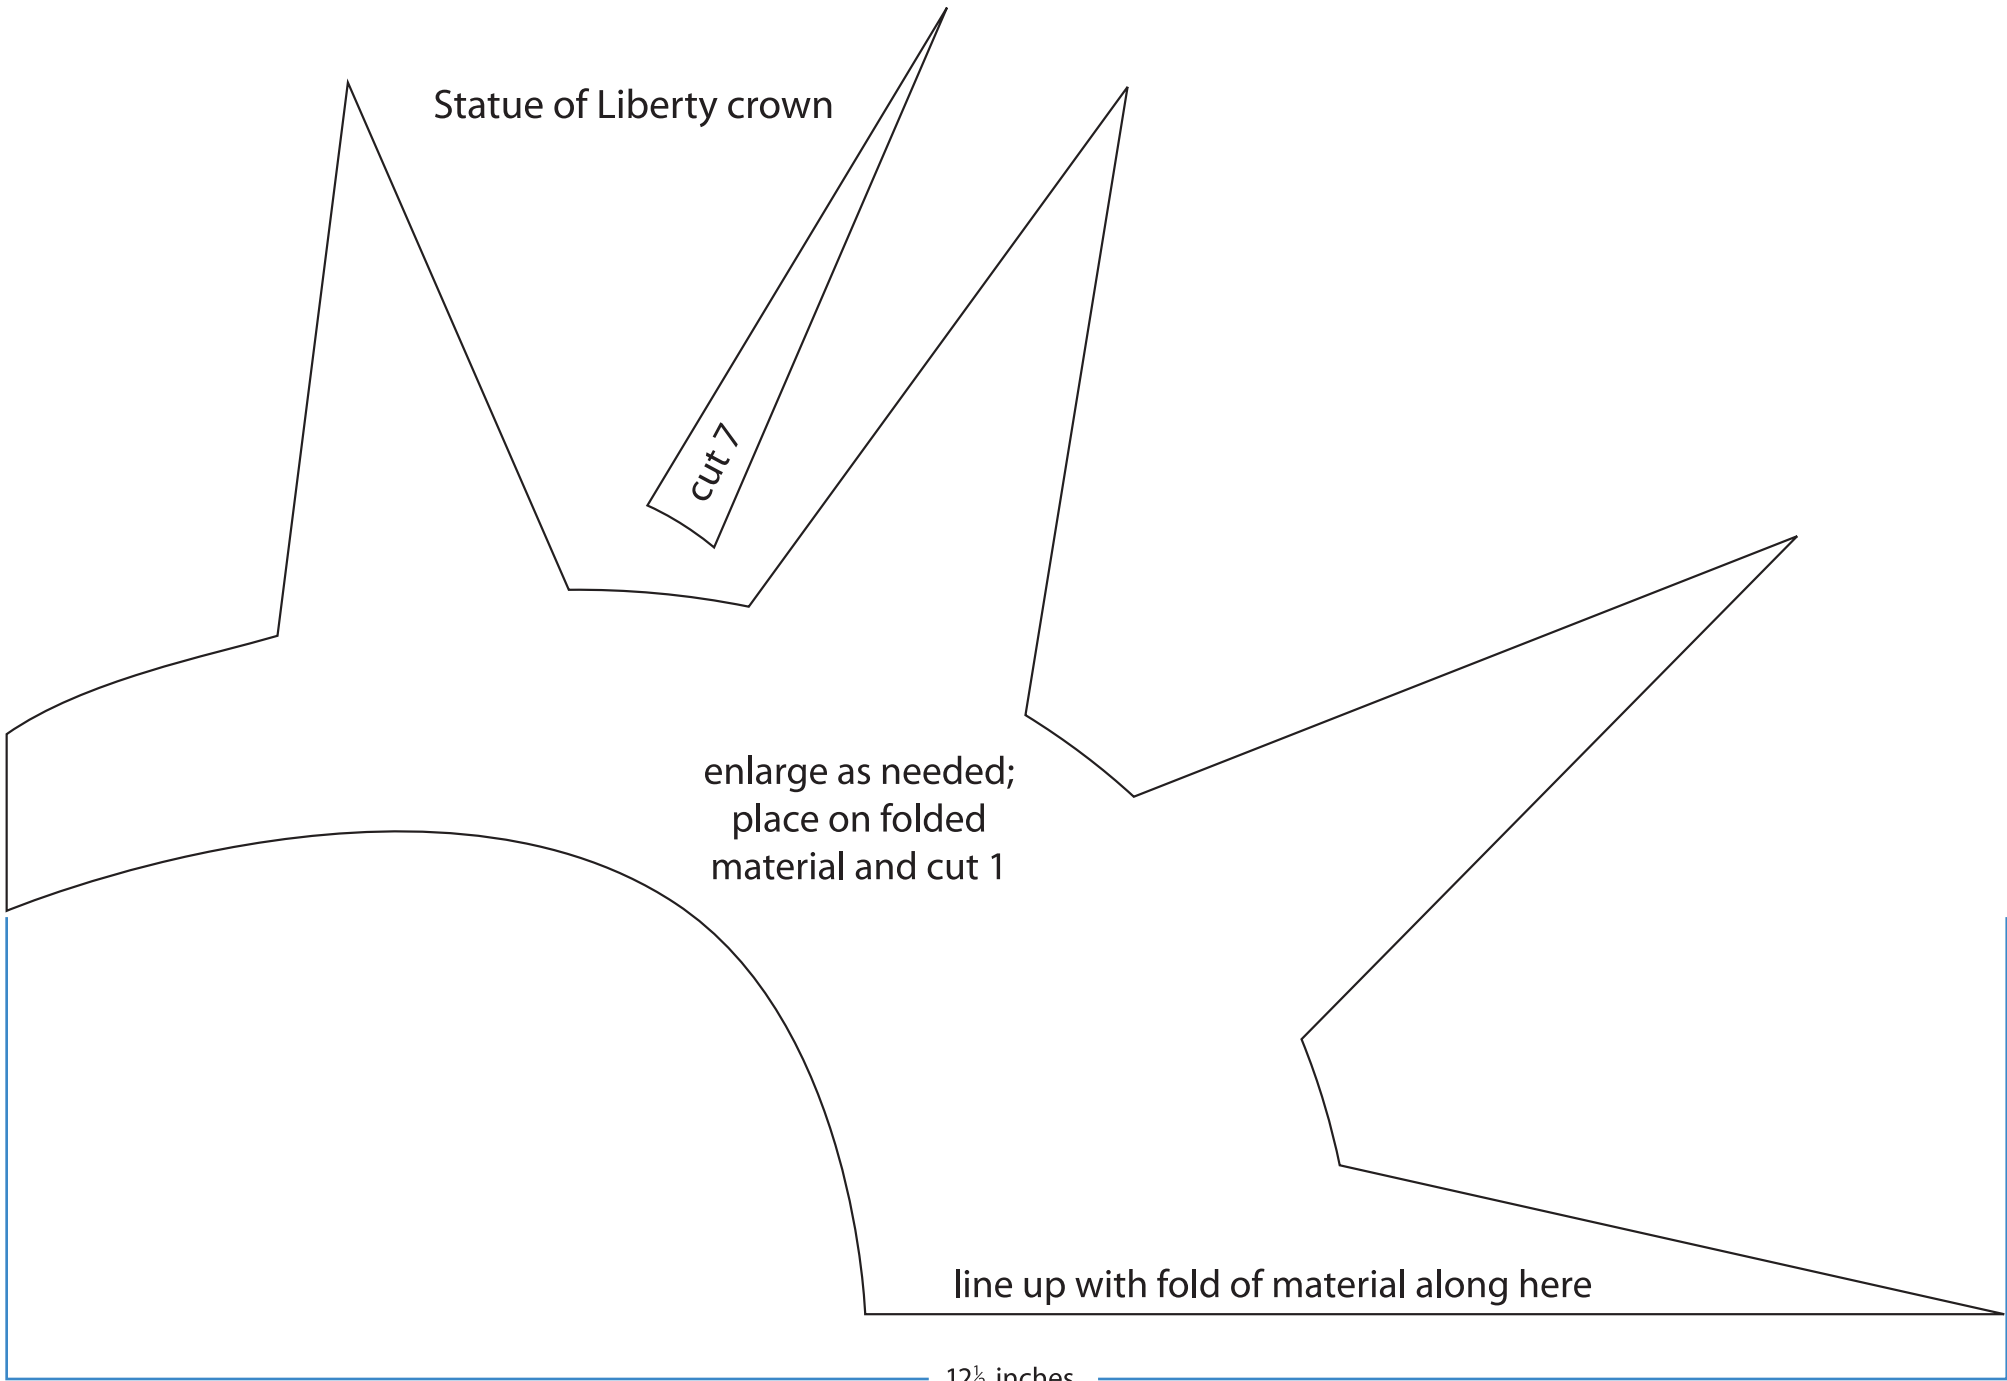 Statue of Liberty crown
cut 7
enlarge as needed;
place on folded
material and cut 1
line up with fold of material along here
12½ inches